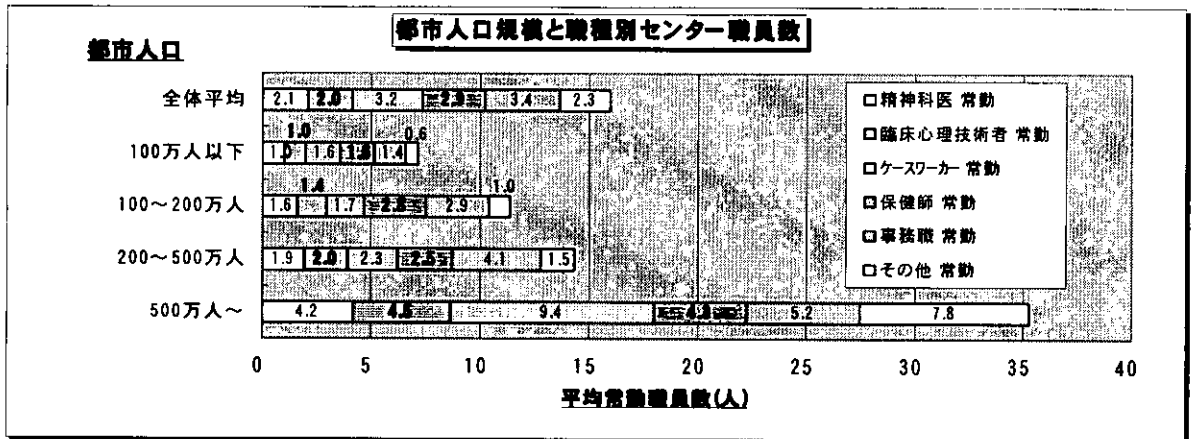 都市人口規模と職種別センター職員数
都市人口
全体平均 2.1 2.0 3.2 2.9 3.4 2.3
1.0 0.6
100万人以下 1.0 1.6 1.4
1.4 1.0
100～200万人 1.6 1.7 2.8 2.9
200～500万人 1.9 2.0 2.3 2.5 4.1 1.5
500万人～ 4.2 4.5 9.4 5.2 7.8
0 5 10 15 20 25 30 35 40
平均常勤職員数(人)
□精神科医 常勤
□臨床心理技術者 常勤
□ケースワーカー 常勤
□保健師 常勤
□事務職 常勤
□その他 常勤